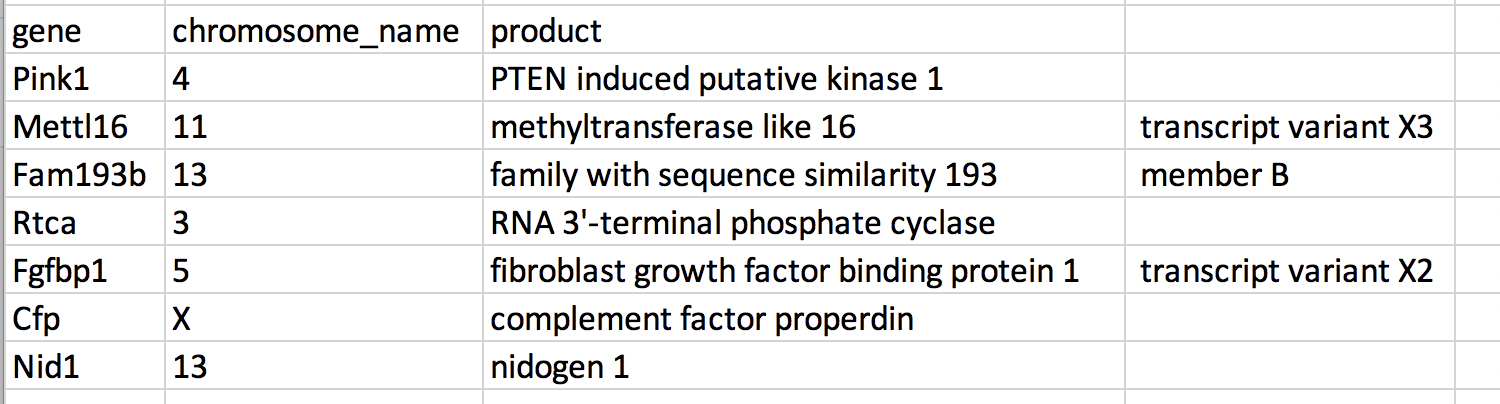 gene chromosome_name product
Pink1 4 PTEN induced putative kinase 1
Mettl16 11 methyltransferase like 16 transcript variant X3
Fam193b 13 family with sequence similarity 193 member B
Rtca 3 RNA 3'-terminal phosphate cyclase
Fgfbp1 5 fibroblast growth factor binding protein 1 transcript variant X2
Cfp X complement factor properdin
Nid1 13 nidogen 1